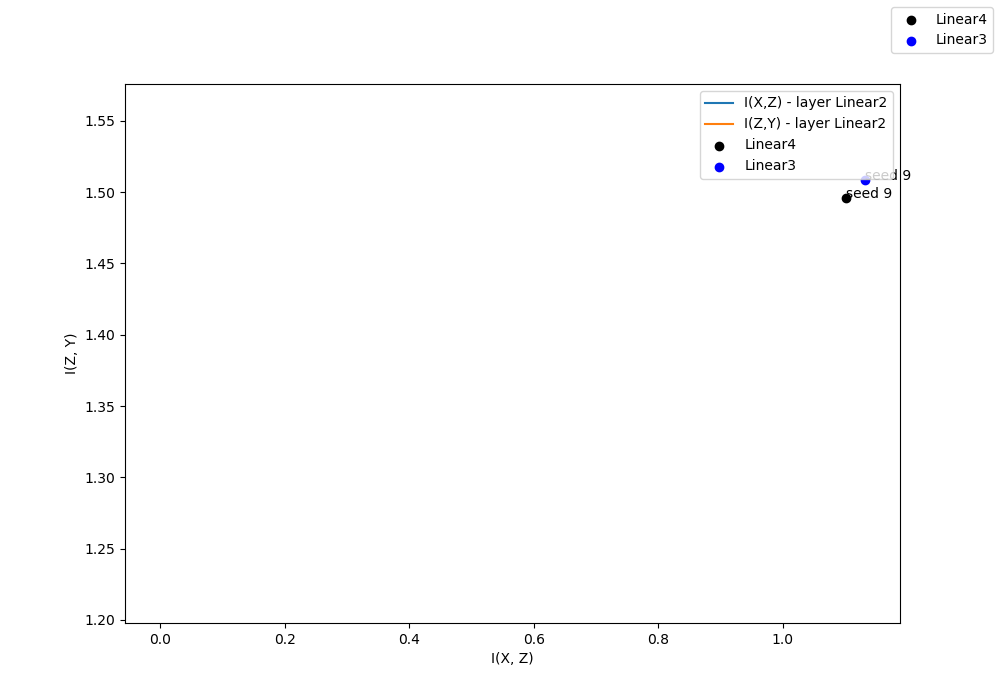 Linear4
Linear3
I(X,Z) - layer Linear2
I(Z,Y) - layer Linear2
Linear4
Linear3
seed 9
seed 9
1.55
1.50
1.45
1.40
1.35
1.30
1.25
1.20
I(Z, Y)
0.0 0.2 0.4 0.6 0.8 1.0
I(X, Z)